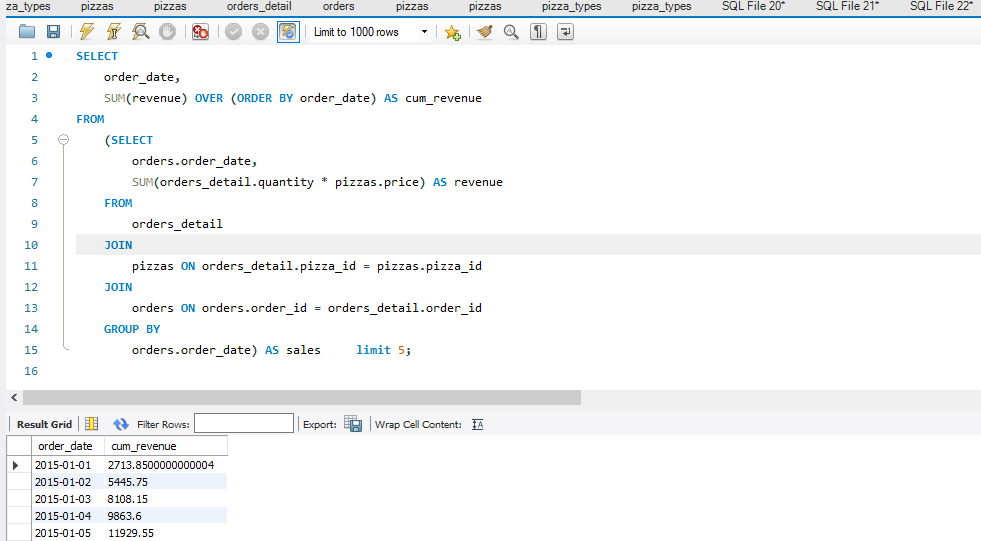 za_types pizzas pizzas orders_detail orders pizzas pizzas pizza_types pizza_types SQL File 20* SQL File 21* SQL File 22*
Limit to 1000 rows
1 SELECT
2 order_date,
3 SUM(revenue) OVER (ORDER BY order_date) AS cum_revenue
4 FROM
5 (SELECT
6 orders.order_date,
7 SUM(orders_detail.quantity * pizzas.price) AS revenue
8 FROM
9 orders_detail
10 JOIN
11 pizzas ON orders_detail.pizza_id = pizzas.pizza_id
12 JOIN
13 orders ON orders.order_id = orders_detail.order_id
14 GROUP BY
15 orders.order_date) AS sales limit 5;
16
Result Grid Filter Rows: Export: Wrap Cell Content: IA
order_date cum_revenue
2015-01-01 2713.8500000000004
2015-01-02 5445.75
2015-01-03 8108.15
2015-01-04 9863.6
2015-01-05 11929.55